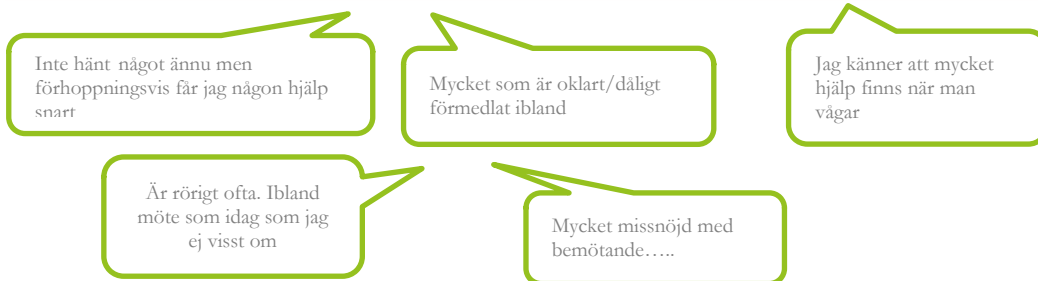 Inte hänt något ännu men
förhoppningsvis får jag någon hjälp
snart
Mycket som är oklart/dåligt
förmedlat ibland
Jag känner att mycket
hjälp finns när man
vågar
Är rörigt ofta. Ibland
möte som idag som jag
ej visst om
Mycket missnöjd med
bemötande…..